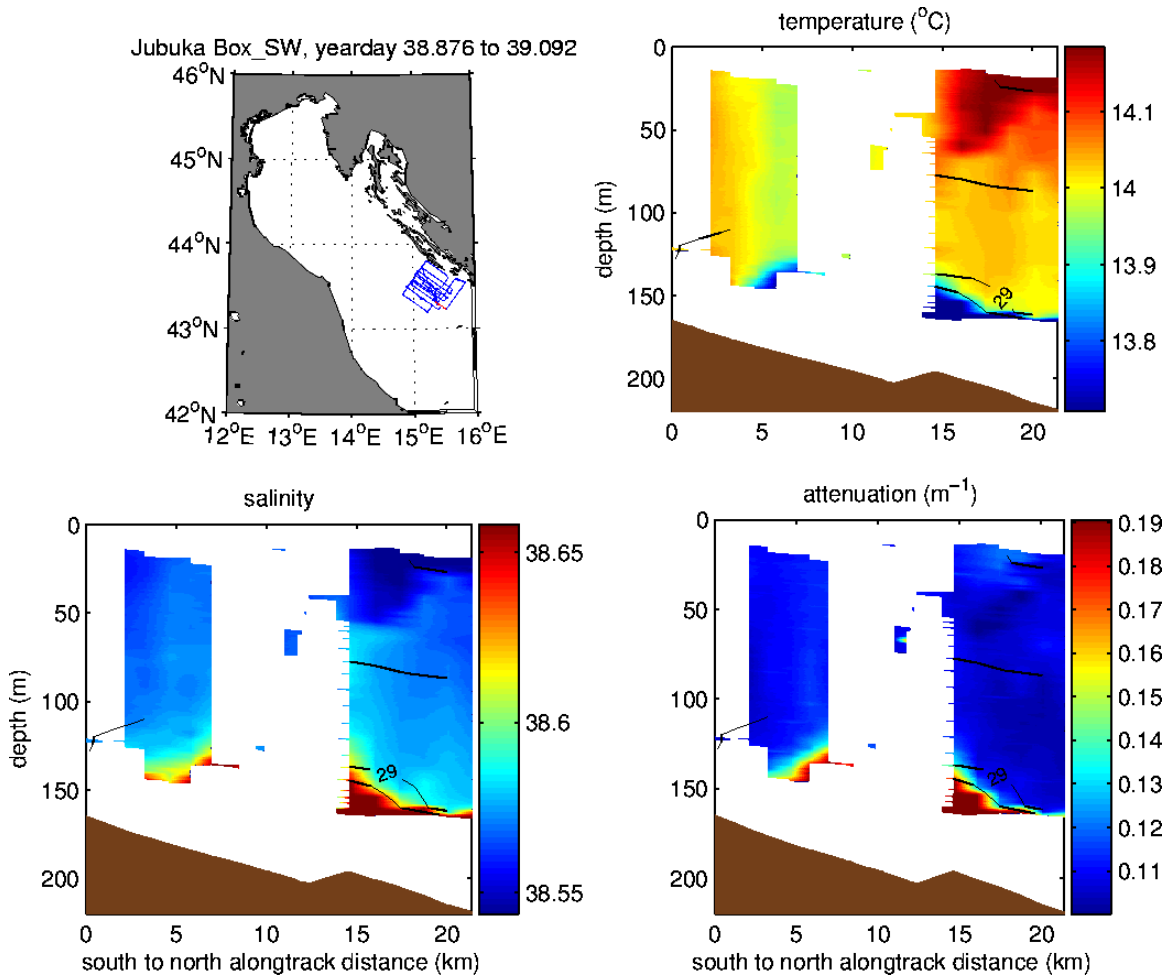 Jubuka Box_SW, yearday 38.876 to 39.092
46°N
45°N
44°N
43°N
42°N
12°E 13°E 14°E 15°E 16°E
temperature (°C)
0
50
100
150
200
depth (m)
0 5 10 15 20
29
14.1
14
13.9
13.8
salinity
0
50
100
150
200
depth (m)
0 5 10 15 20
south to north alongtrack distance (km)
29
38.65
38.6
38.55
attenuation (m⁻¹)
0
50
100
150
200
0 5 10 15 20
south to north alongtrack distance (km)
29
0.19
0.18
0.17
0.16
0.15
0.14
0.13
0.12
0.11
0.10